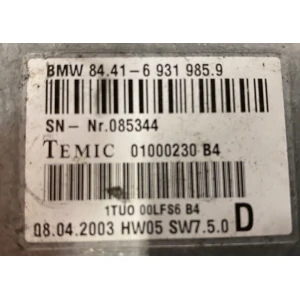 BMW 84.41-6 931 985.9
SN- Nr.085344
TEMIC 01000230 B4
1TUO 00LFS6 B4
D
08.04.2003 HW05 SW7.5.0